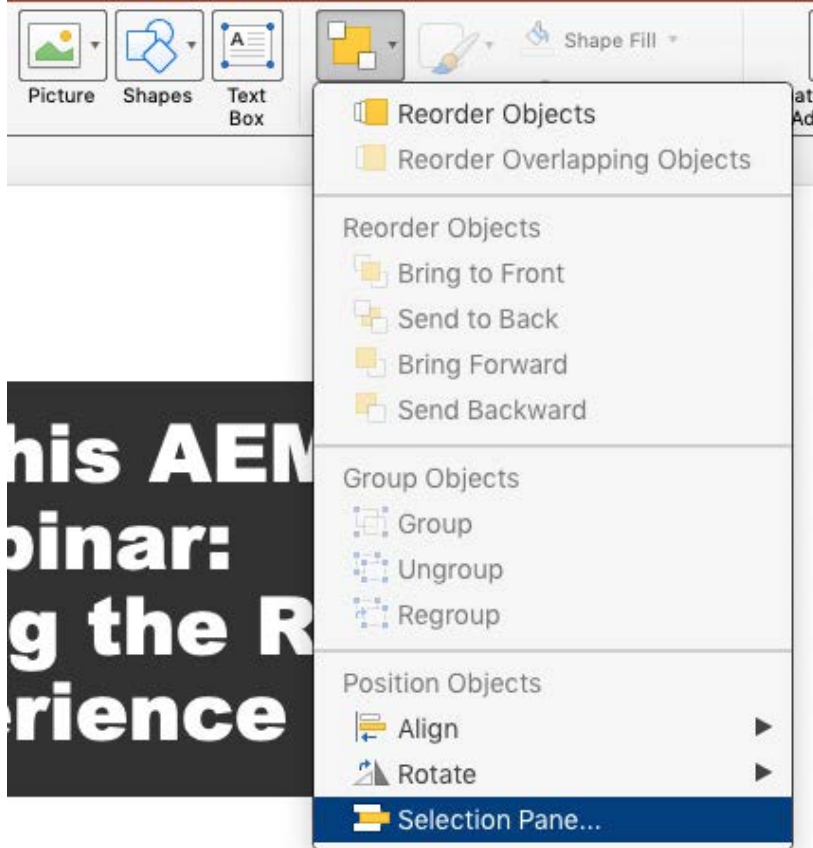 Picture
Shapes
Text
Box
Shape Fill
at
Ad
Reorder Objects
Reorder Overlapping Objects
Reorder Objects
Bring to Front
Send to Back
Bring Forward
Send Backward
Group Objects
Group
Ungroup
Regroup
Position Objects
Align
Rotate
Selection Pane...
his AEM
binar:
g the R
erience